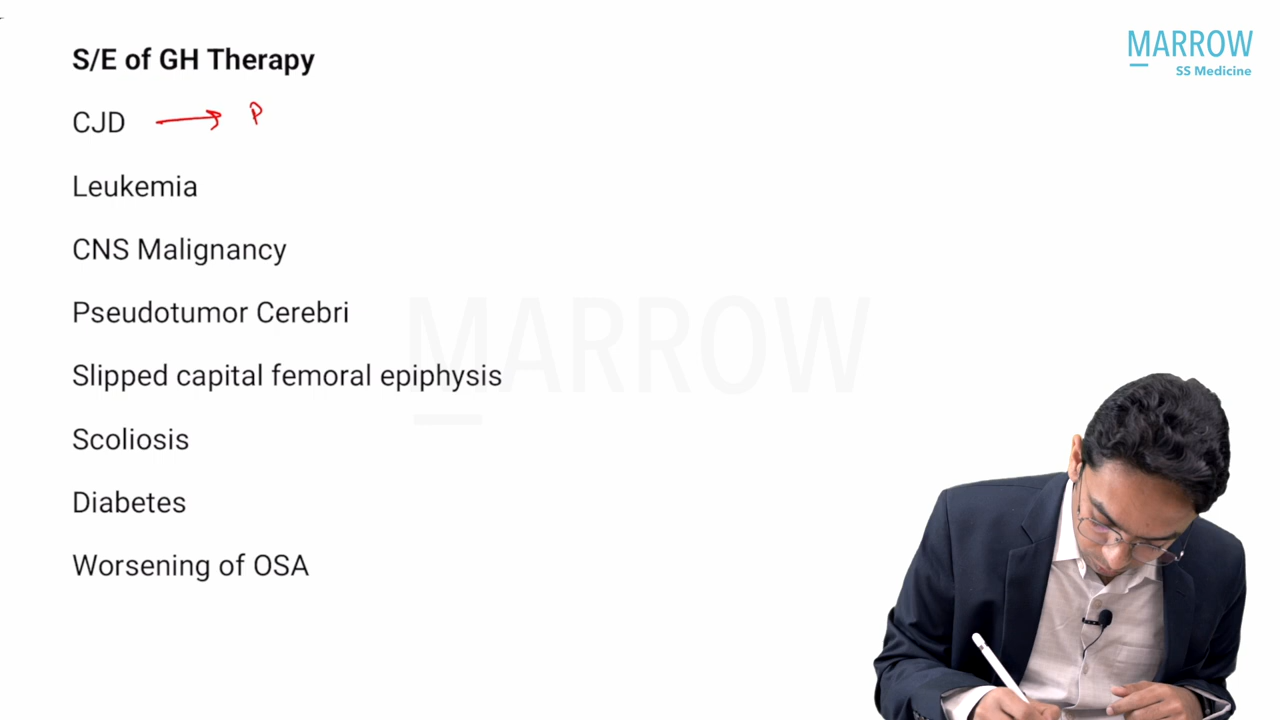 MARROW
SS Medicine
S/E of GH Therapy
CJD → P
Leukemia
CNS Malignancy
Pseudotumor Cerebri
MARROW
Slipped capital femoral epiphysis
Scoliosis
Diabetes
Worsening of OSA